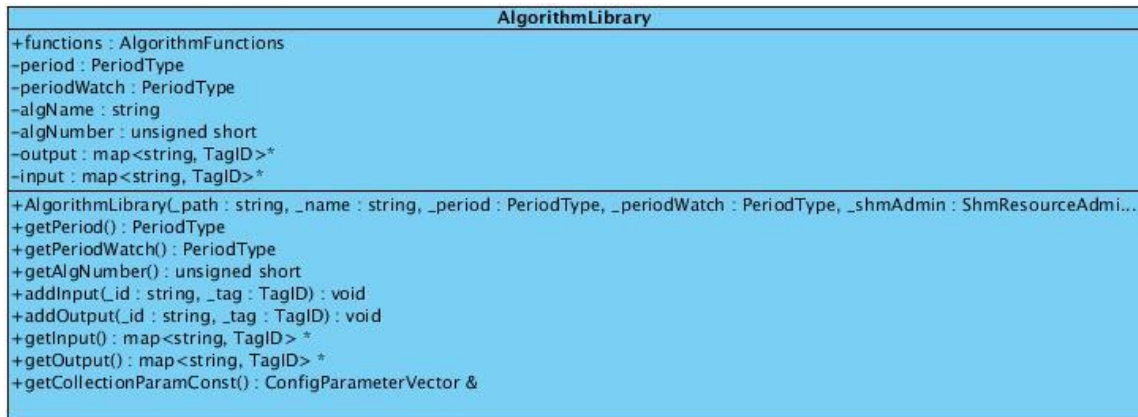 AlgorithmLibrary
+functions : AlgorithmFunctions
-period : PeriodType
-periodWatch : PeriodType
-algName : string
-algNumber : unsigned short
-output : map<string, TagID>*
-input : map<string, TagID>*
+AlgorithmLibrary(_path : string, _name : string, _period : PeriodType, _periodWatch : PeriodType, _shmAdmin : ShmResourceAdmi...
+getPeriod() : PeriodType
+getPeriodWatch() : PeriodType
+getAlgNumber() : unsigned short
+addInput(_id : string, _tag : TagID) : void
+addOutput(_id : string, _tag : TagID) : void
+getInput() : map<string, TagID> *
+getOutput() : map<string, TagID> *
+getCollectionParamConst() : ConfigParameterVector &